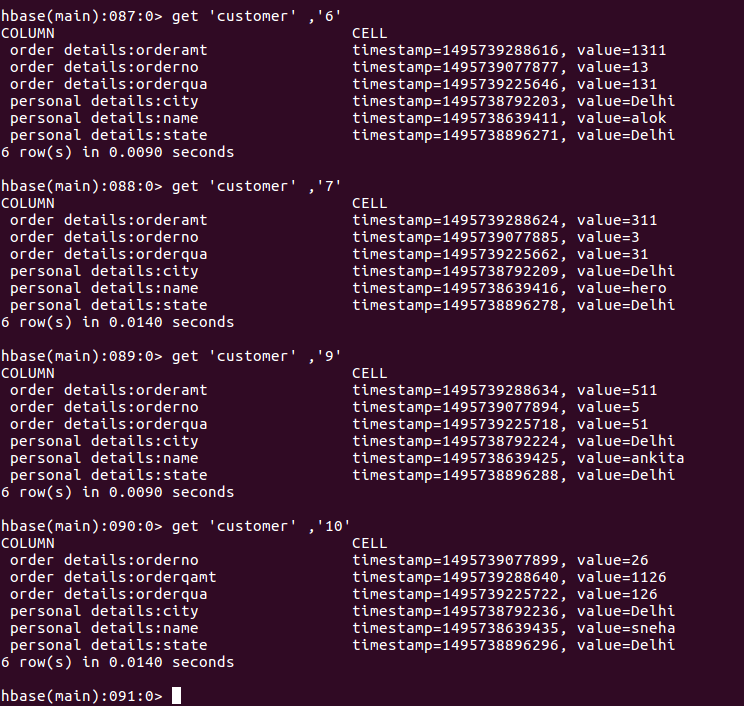 hbase(main):087:0> get 'customer' ,'6'
COLUMN                                 CELL
 order details:orderamt                timestamp=1495739288616, value=1311
 order details:orderno                 timestamp=1495739077877, value=13
 order details:orderqua                timestamp=1495739225646, value=131
 personal details:city                 timestamp=1495738792203, value=Delhi
 personal details:name                 timestamp=1495738639411, value=alok
 personal details:state                timestamp=1495738896271, value=Delhi
6 row(s) in 0.0090 seconds

hbase(main):088:0> get 'customer' ,'7'
COLUMN                                 CELL
 order details:orderamt                timestamp=1495739288624, value=311
 order details:orderno                 timestamp=1495739077885, value=3
 order details:orderqua                timestamp=1495739225662, value=31
 personal details:city                 timestamp=1495738792209, value=Delhi
 personal details:name                 timestamp=1495738639416, value=hero
 personal details:state                timestamp=1495738896278, value=Delhi
6 row(s) in 0.0140 seconds

hbase(main):089:0> get 'customer' ,'9'
COLUMN                                 CELL
 order details:orderamt                timestamp=1495739288634, value=511
 order details:orderno                 timestamp=1495739077894, value=5
 order details:orderqua                timestamp=1495739225718, value=51
 personal details:city                 timestamp=1495738792224, value=Delhi
 personal details:name                 timestamp=1495738639425, value=ankita
 personal details:state                timestamp=1495738896288, value=Delhi
6 row(s) in 0.0090 seconds

hbase(main):090:0> get 'customer' ,'10'
COLUMN                                 CELL
 order details:orderno                 timestamp=1495739077899, value=26
 order details:orderqamt               timestamp=1495739288640, value=1126
 order details:orderqua                timestamp=1495739225722, value=126
 personal details:city                 timestamp=1495738792236, value=Delhi
 personal details:name                 timestamp=1495738639435, value=sneha
 personal details:state                timestamp=1495738896296, value=Delhi
6 row(s) in 0.0140 seconds

hbase(main):091:0>